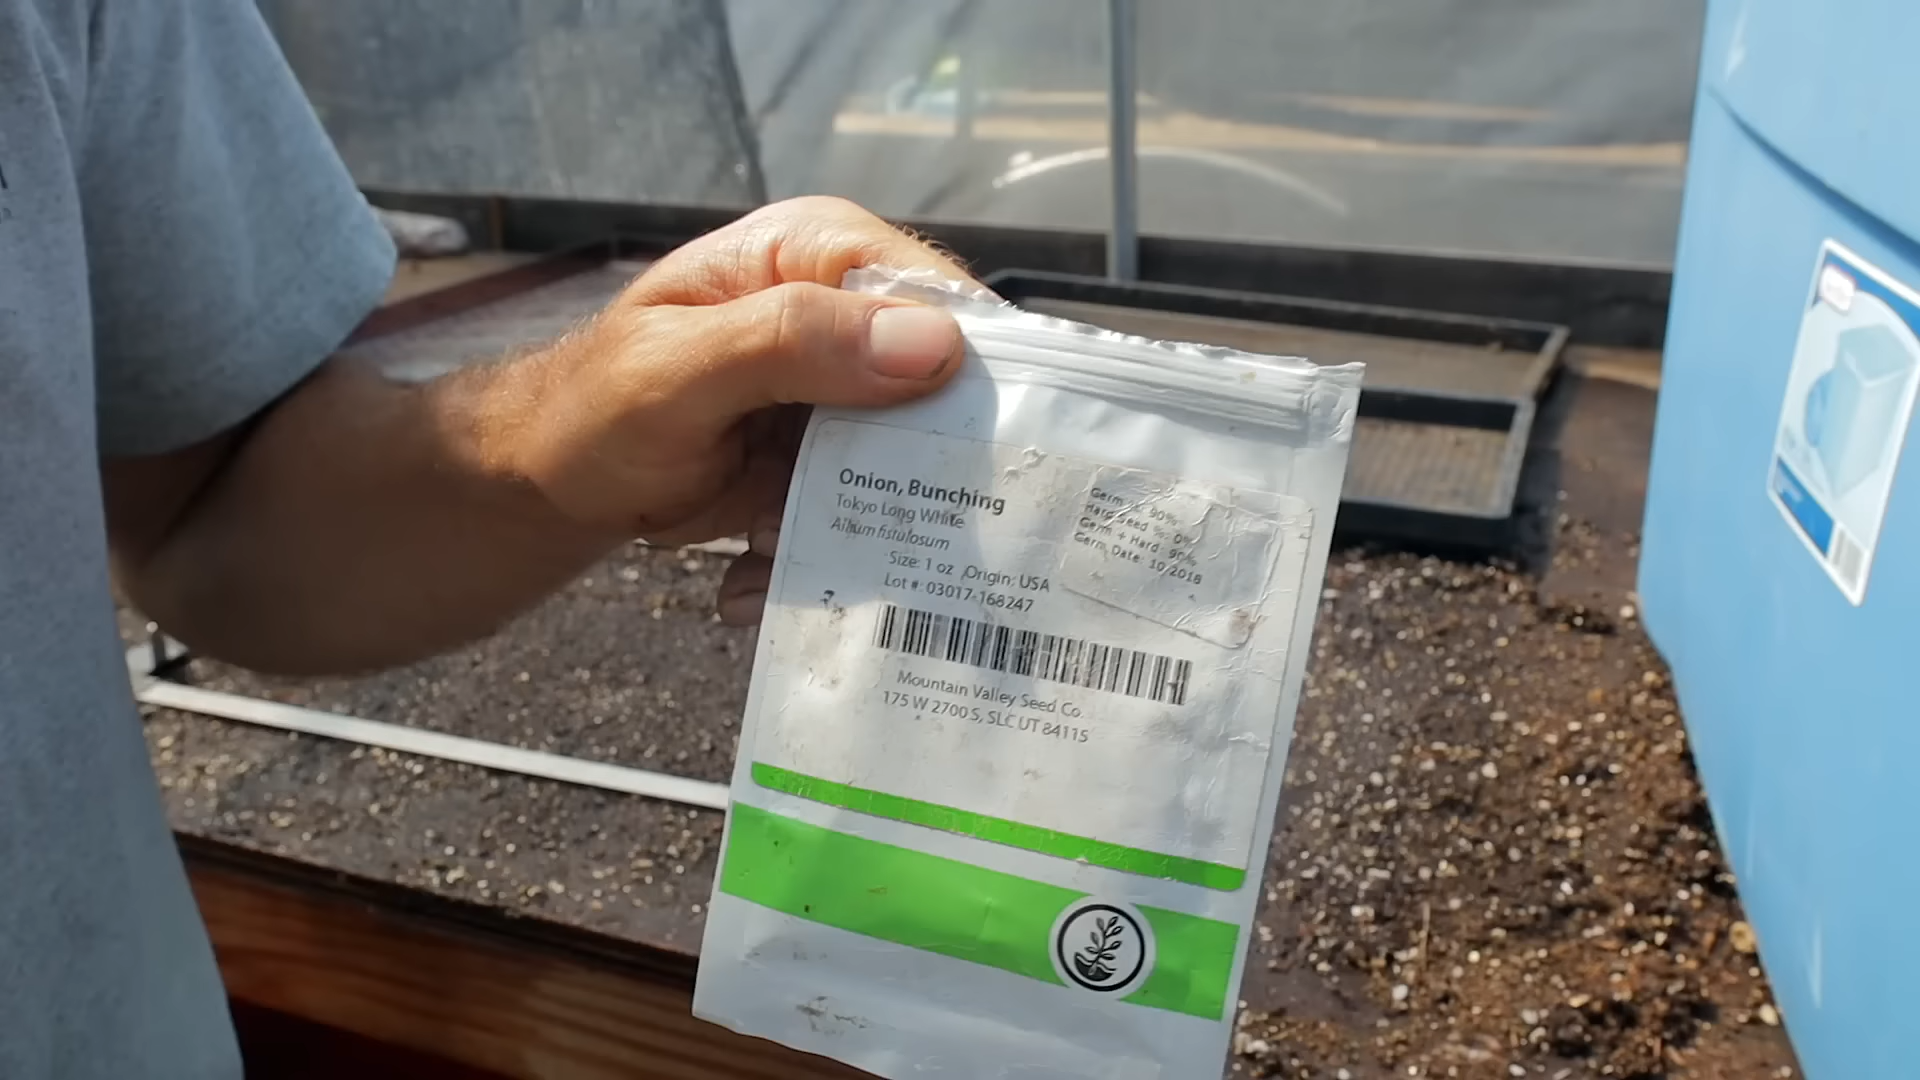 Onion, Bunching
Tokyo Long White
Allium fistulosum
Size: 1 oz Origin: USA
Lot #: 03017-168247
Germ %: 90%
Hard Seed %: 0%
Germ + Hard: 90%
Germ Date: 10/2018
Mountain Valley Seed Co.
175 W 2700 S, SLC UT 84115